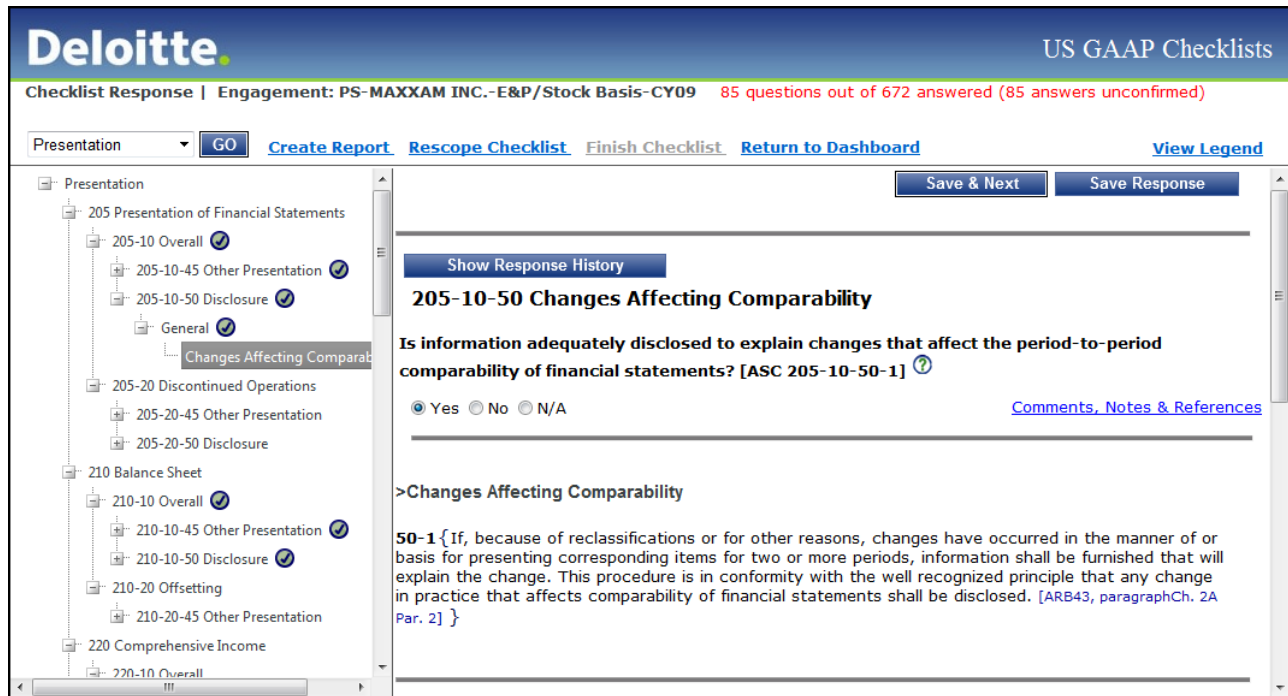 Deloitte.
US GAAP Checklists
Checklist Response | Engagement: PS-MAXXAM INC.-E&P/Stock Basis-CY09 85 questions out of 672 answered (85 answers unconfirmed)
Presentation GO Create Report Rescope Checklist Finish Checklist Return to Dashboard View Legend
Presentation
205 Presentation of Financial Statements
205-10 Overall
205-10-45 Other Presentation
205-10-50 Disclosure
General
Changes Affecting Comparab
205-20 Discontinued Operations
205-20-45 Other Presentation
205-20-50 Disclosure
210 Balance Sheet
210-10 Overall
210-10-45 Other Presentation
210-10-50 Disclosure
210-20 Offsetting
210-20-45 Other Presentation
220 Comprehensive Income
220-10 Overall
Save & Next Save Response
Show Response History
205-10-50 Changes Affecting Comparability
Is information adequately disclosed to explain changes that affect the period-to-period
comparability of financial statements? [ASC 205-10-50-1] ?
Yes No N/A Comments, Notes & References
>Changes Affecting Comparability
50-1 {If, because of reclassifications or for other reasons, changes have occurred in the manner of or
basis for presenting corresponding items for two or more periods, information shall be furnished that will
explain the change. This procedure is in conformity with the well recognized principle that any change
in practice that affects comparability of financial statements shall be disclosed. [ARB43, paragraphCh. 2A
Par. 2] }